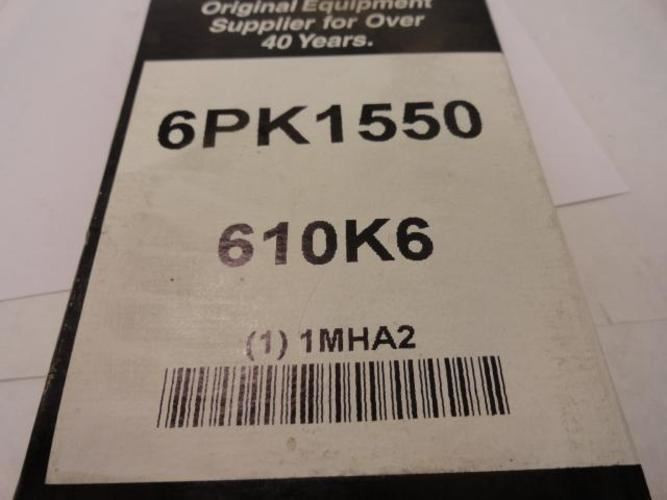 Original Equipment
Supplier for Over
40 Years.
6PK1550
610K6
(1) 1MHA2